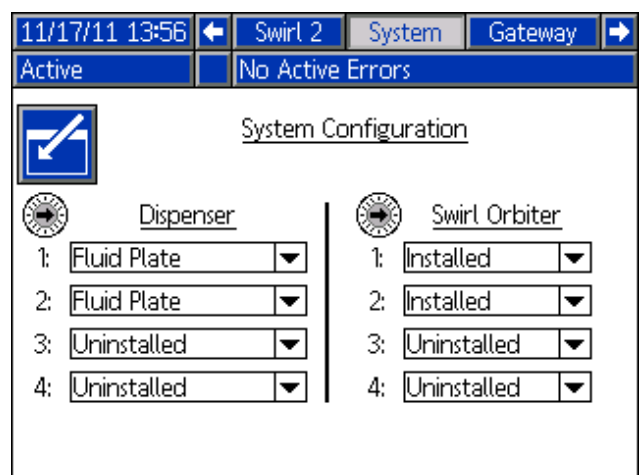 11/17/11 13:56 Swirl 2 System Gateway
Active No Active Errors
System Configuration
Dispenser Swirl Orbiter
1: Fluid Plate 1: Installed
2: Fluid Plate 2: Installed
3: Uninstalled 3: Uninstalled
4: Uninstalled 4: Uninstalled